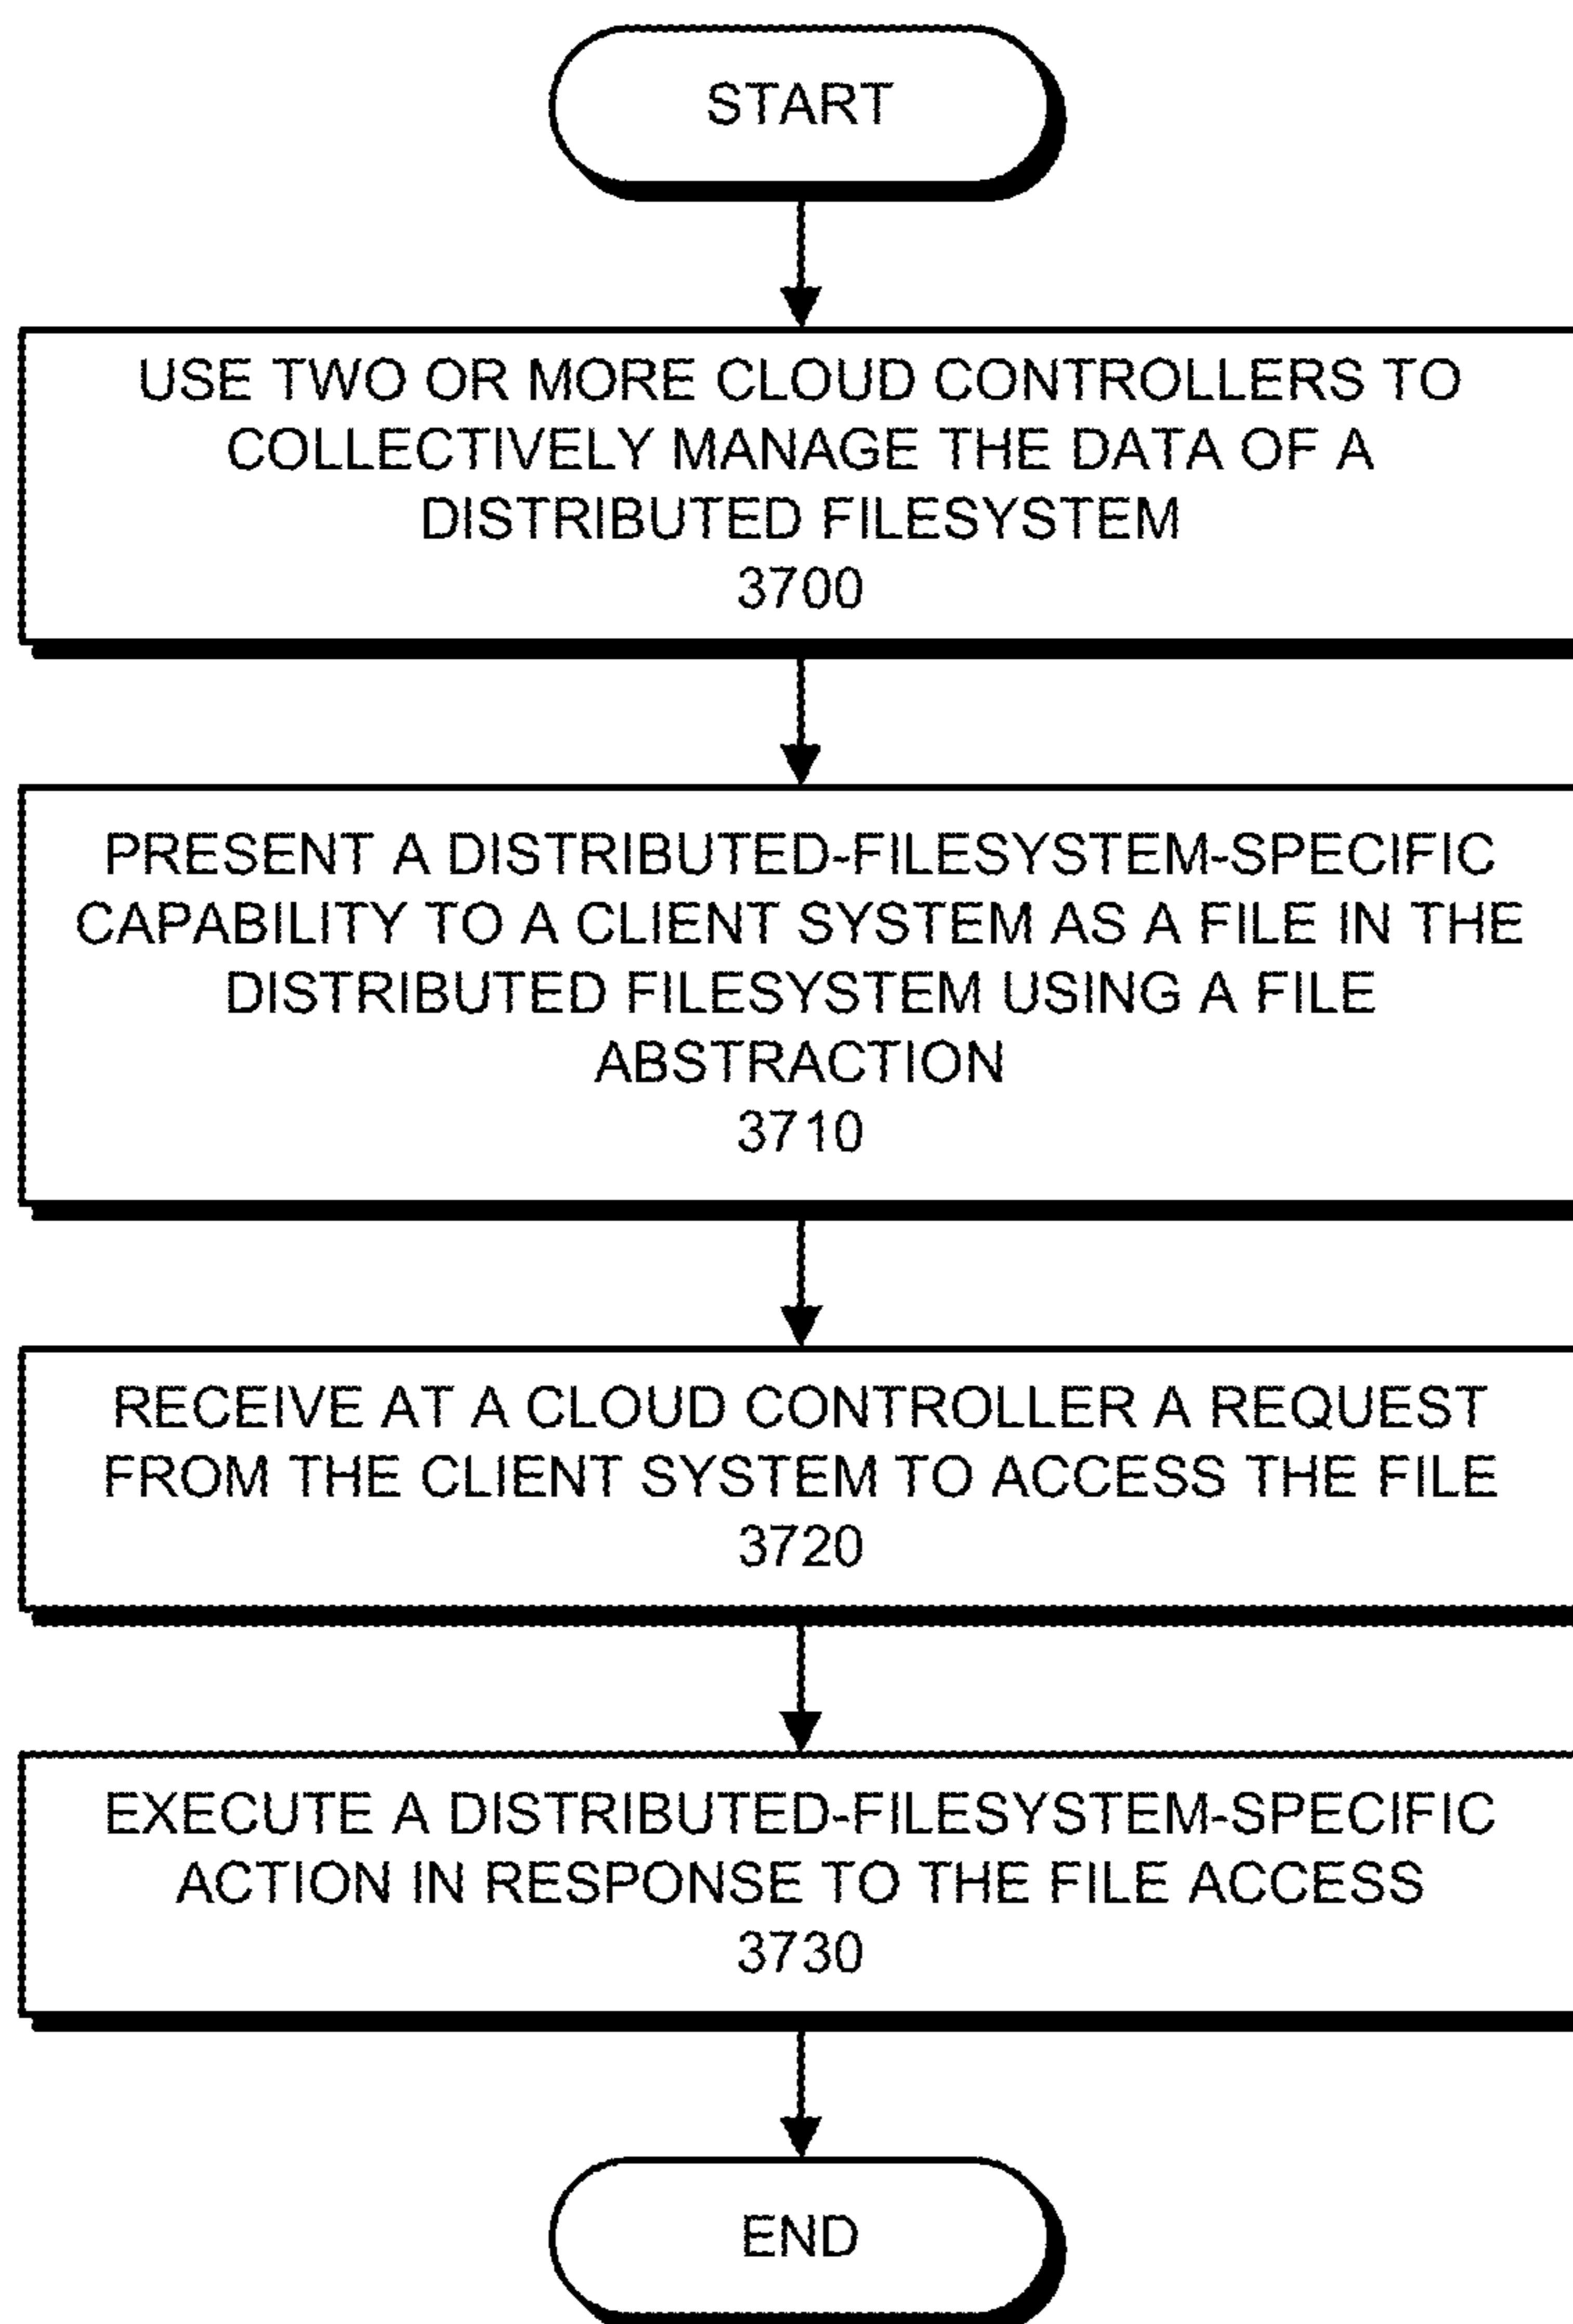 START
USE TWO OR MORE CLOUD CONTROLLERS TO
COLLECTIVELY MANAGE THE DATA OF A
DISTRIBUTED FILESYSTEM
3700
PRESENT A DISTRIBUTED-FILESYSTEM-SPECIFIC
CAPABILITY TO A CLIENT SYSTEM AS A FILE IN THE
DISTRIBUTED FILESYSTEM USING A FILE
ABSTRACTION
3710
RECEIVE AT A CLOUD CONTROLLER A REQUEST
FROM THE CLIENT SYSTEM TO ACCESS THE FILE
3720
EXECUTE A DISTRIBUTED-FILESYSTEM-SPECIFIC
ACTION IN RESPONSE TO THE FILE ACCESS
3730
END